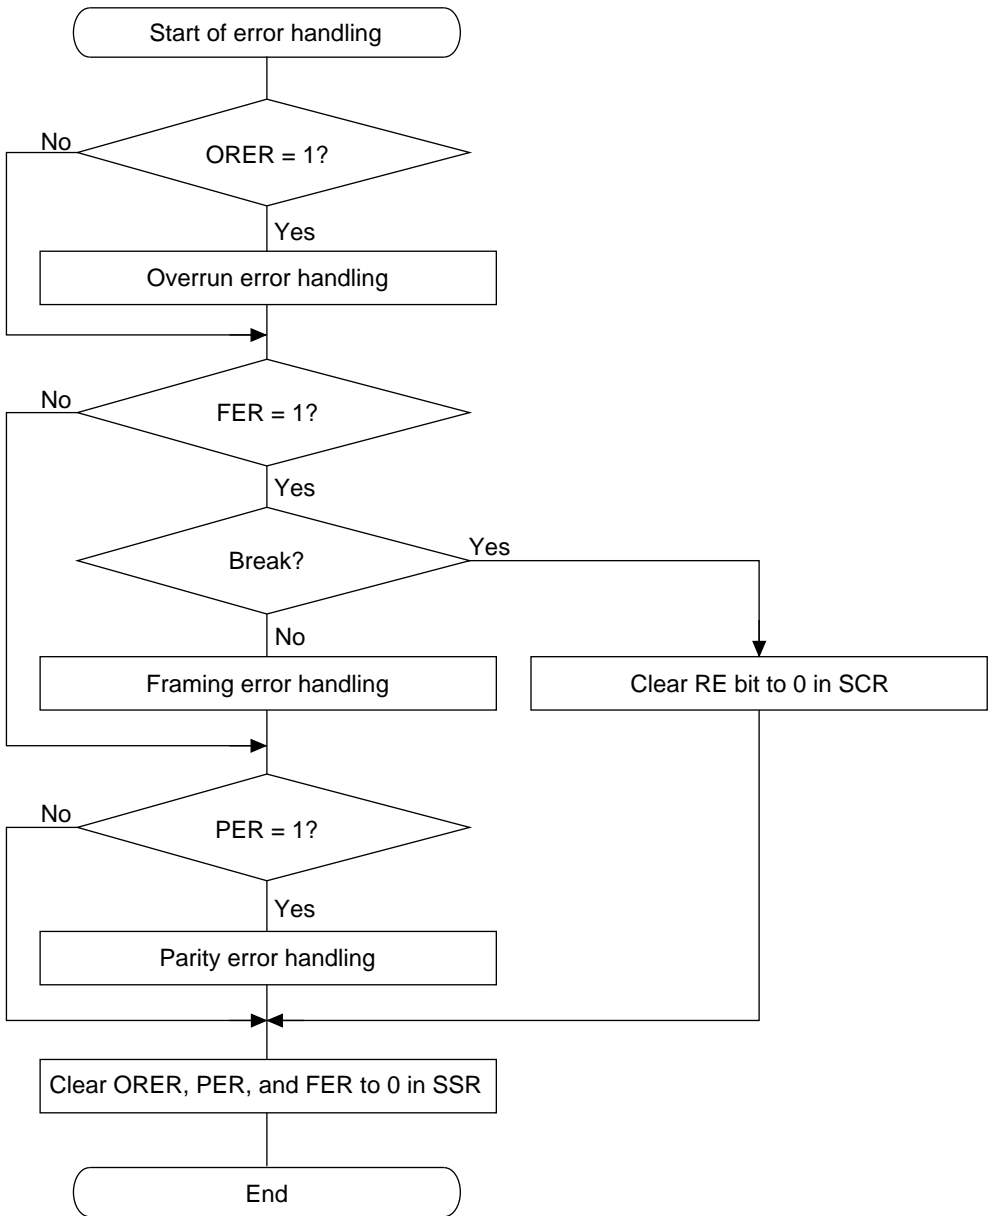 Start of error handling
No
ORER = 1?
Yes
Overrun error handling
No
FER = 1?
Yes
Break?
Yes
No
Framing error handling
Clear RE bit to 0 in SCR
No
PER = 1?
Yes
Parity error handling
Clear ORER, PER, and FER to 0 in SSR
End